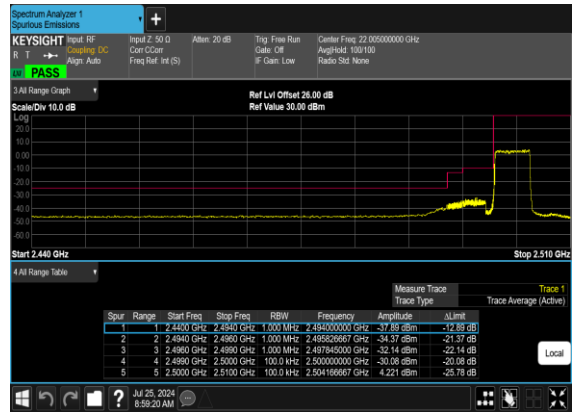 Spectrum Analyzer 1
Spurious Emissions
KEYSIGHT Input: RF Input Z: 50 Ω Atten: 20 dB Trig: Free Run Center Freq: 22.005000000 GHz
R T Coupling: DC Corr CCorr Gate: Off Avg|Hold: 100/100
Align: Auto Freq Ref: Int (S) IF Gain: Low Radio Std: None
LXI PASS
3 All Range Graph
Ref Lvl Offset 26.00 dB
Scale/Div 10.0 dB Ref Value 30.00 dBm
Log
20.0
10.0
0.00
-10.0
-20.0
-30.0
-40.0
-50.0
-60.0
Start 2.440 GHz Stop 2.510 GHz
4 All Range Table
Measure Trace Trace 1
Trace Type Trace Average (Active)
Spur Range Start Freq Stop Freq RBW Frequency Amplitude ΔLimit
1 1 2.4400 GHz 2.4940 GHz 1.000 MHz 2.494000000 GHz -37.89 dBm -12.89 dB
2 2 2.4940 GHz 2.4960 GHz 1.000 MHz 2.495826667 GHz -34.37 dBm -21.37 dB
3 3 2.4960 GHz 2.4990 GHz 1.000 MHz 2.497845000 GHz -32.14 dBm -22.14 dB
4 4 2.4990 GHz 2.5000 GHz 100.0 kHz 2.500000000 GHz -30.08 dBm -20.08 dB
5 5 2.5000 GHz 2.5100 GHz 100.0 kHz 2.504166667 GHz 4.221 dBm -25.78 dB
Local
Jul 25, 2024
8:59:20 AM